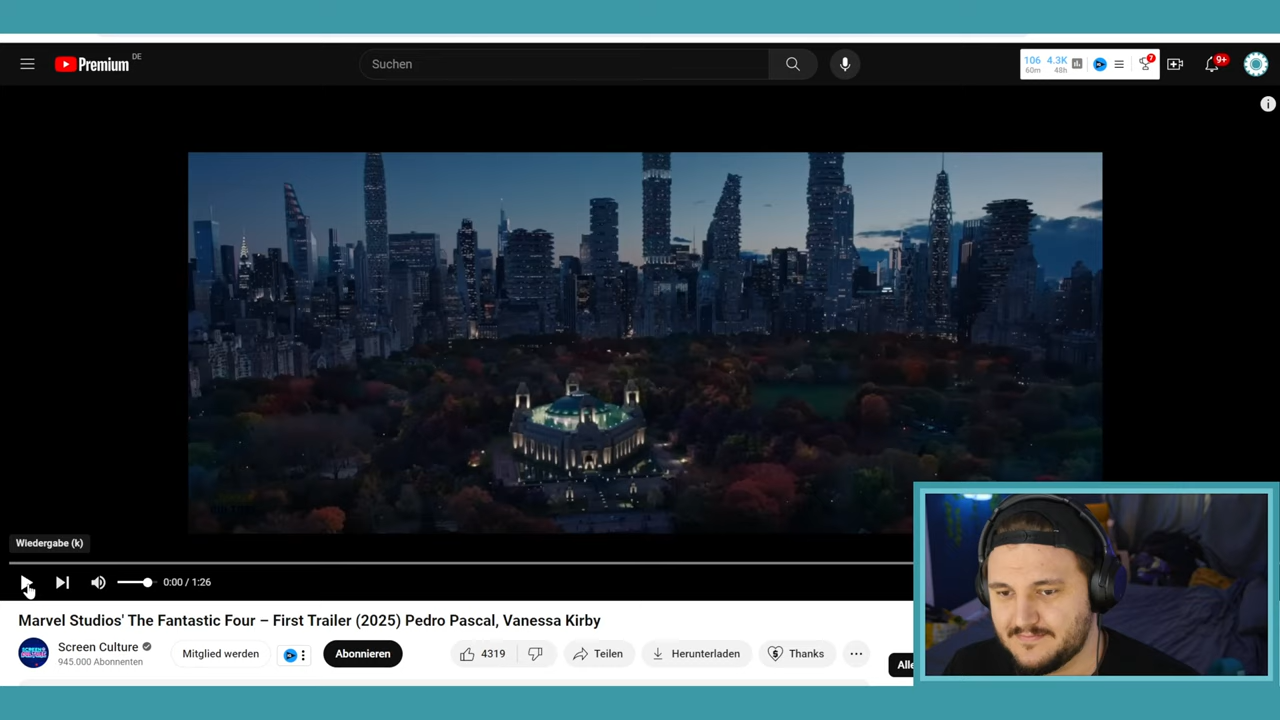 Premium DE
Suchen
106 4.3K
60m 48h
7
9+
Wiedergabe (k)
0:00 / 1:26
Marvel Studios' The Fantastic Four – First Trailer (2025) Pedro Pascal, Vanessa Kirby
Screen Culture
945.000 Abonnenten
Mitglied werden
Abonnieren
4319
Teilen
Herunterladen
Thanks
Alle